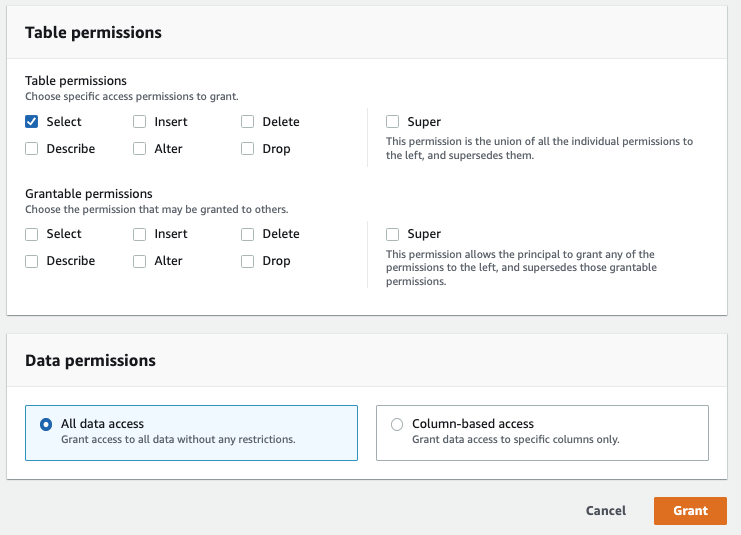 Table permissions
Table permissions
Choose specific access permissions to grant.
Select Insert Delete
Describe Alter Drop
Super
This permission is the union of all the individual permissions to
the left, and supersedes them.
Grantable permissions
Choose the permission that may be granted to others.
Select Insert Delete
Describe Alter Drop
Super
This permission allows the principal to grant any of the
permissions to the left, and supersedes those grantable
permissions.
Data permissions
All data access
Grant access to all data without any restrictions.
Column-based access
Grant data access to specific columns only.
Cancel Grant